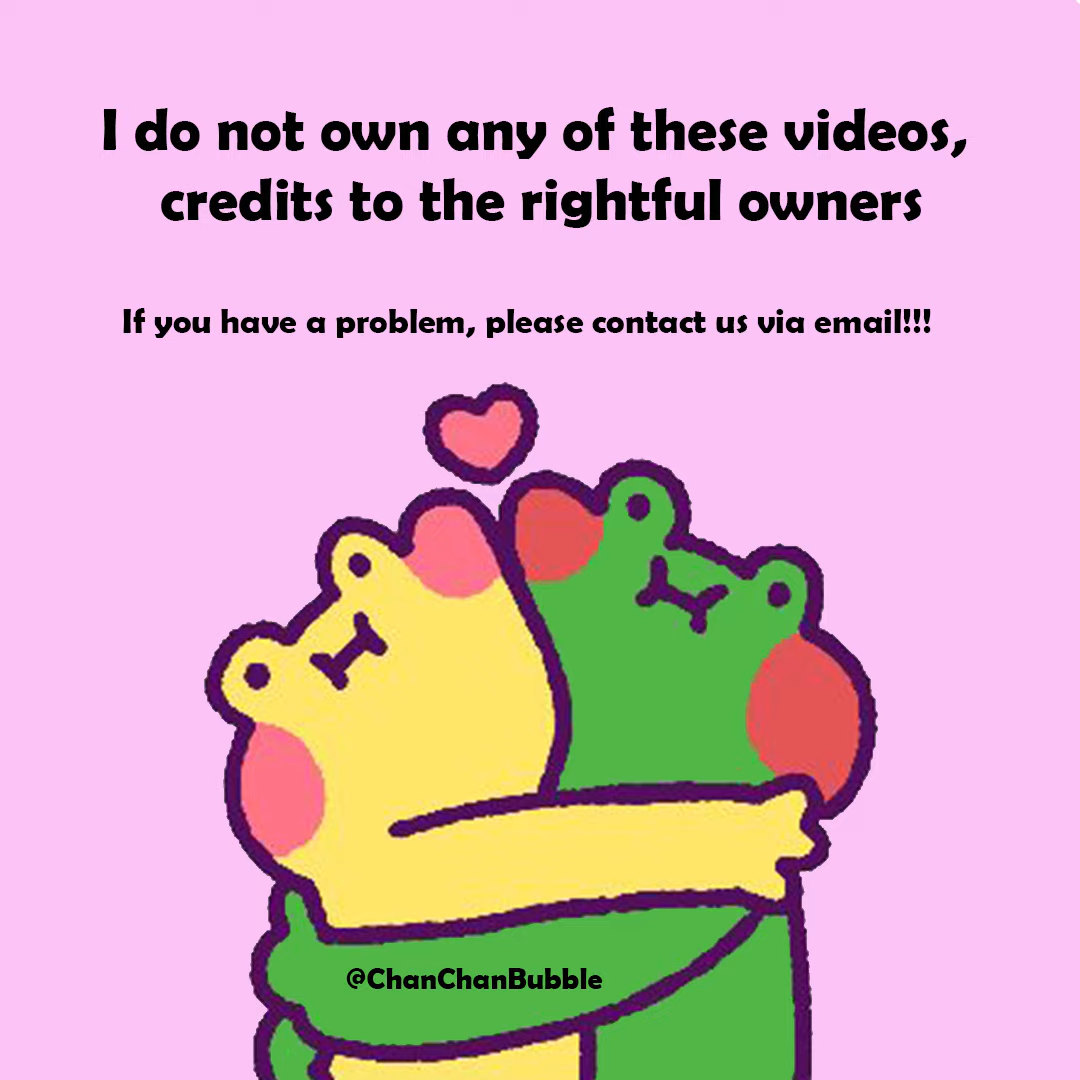 I do not own any of these videos,
credits to the rightful owners
If you have a problem, please contact us via email!!!
@ChanChanBubble